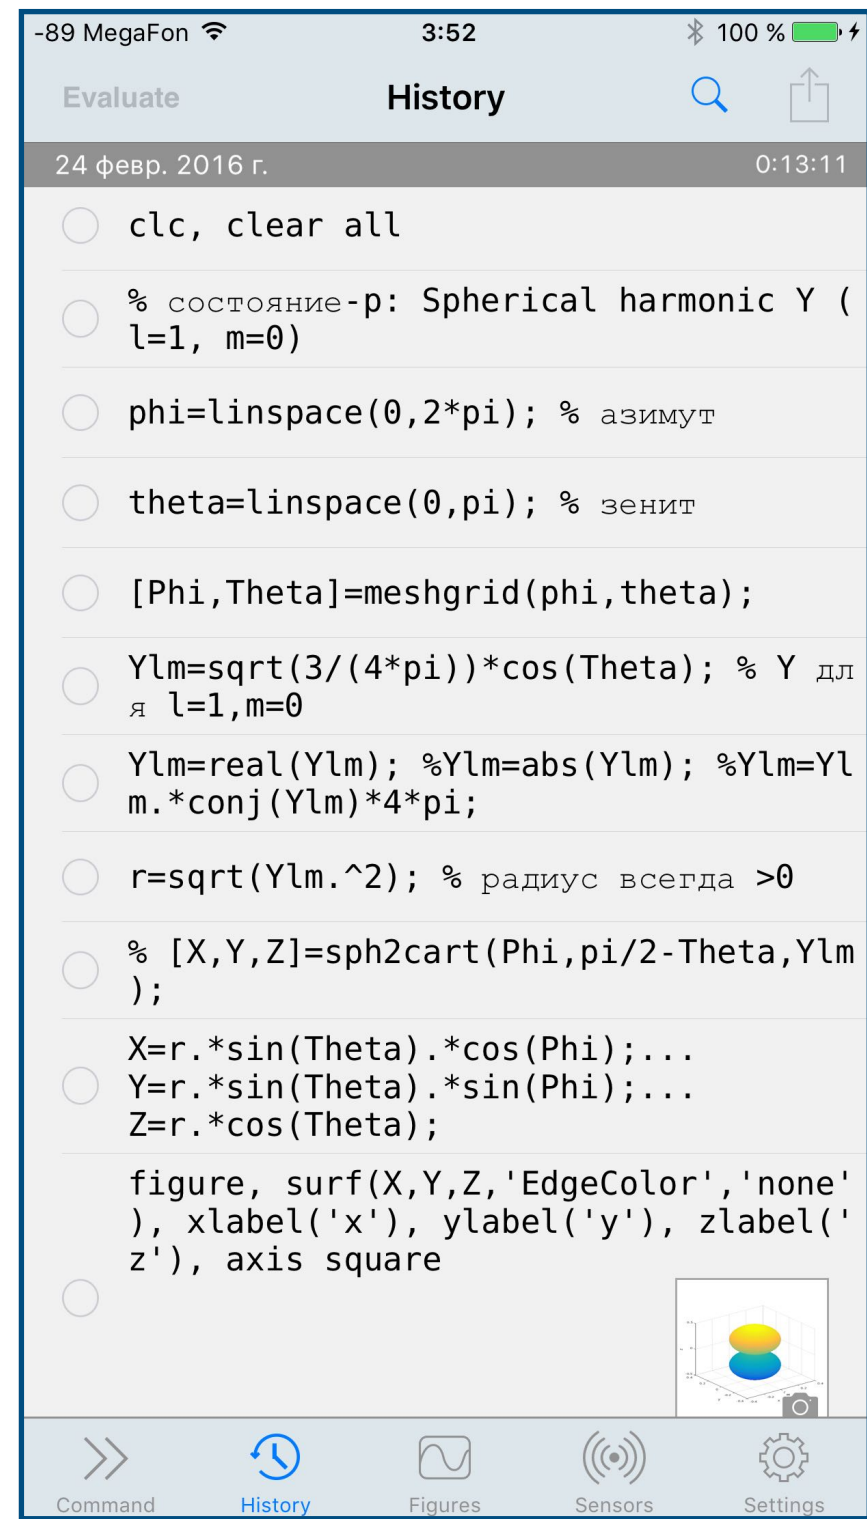 -89 MegaFon 3:52 100 %
Evaluate History
24 февр. 2016 г. 0:13:11
clc, clear all
% состояние-p: Spherical harmonic Y (
l=1, m=0)
phi=linspace(0,2*pi); % азимут
theta=linspace(0,pi); % зенит
[Phi,Theta]=meshgrid(phi,theta);
Ylm=sqrt(3/(4*pi))*cos(Theta); % Y дл
я l=1,m=0
Ylm=real(Ylm); %Ylm=abs(Ylm); %Ylm=Yl
m.*conj(Ylm)*4*pi;
r=sqrt(Ylm.^2); % радиус всегда >0
% [X,Y,Z]=sph2cart(Phi,pi/2-Theta,Ylm
);
X=r.*sin(Theta).*cos(Phi);...
Y=r.*sin(Theta).*sin(Phi);...
Z=r.*cos(Theta);
figure, surf(X,Y,Z,'EdgeColor','none'
), xlabel('x'), ylabel('y'), zlabel('
z'), axis square
Command History Figures Sensors Settings